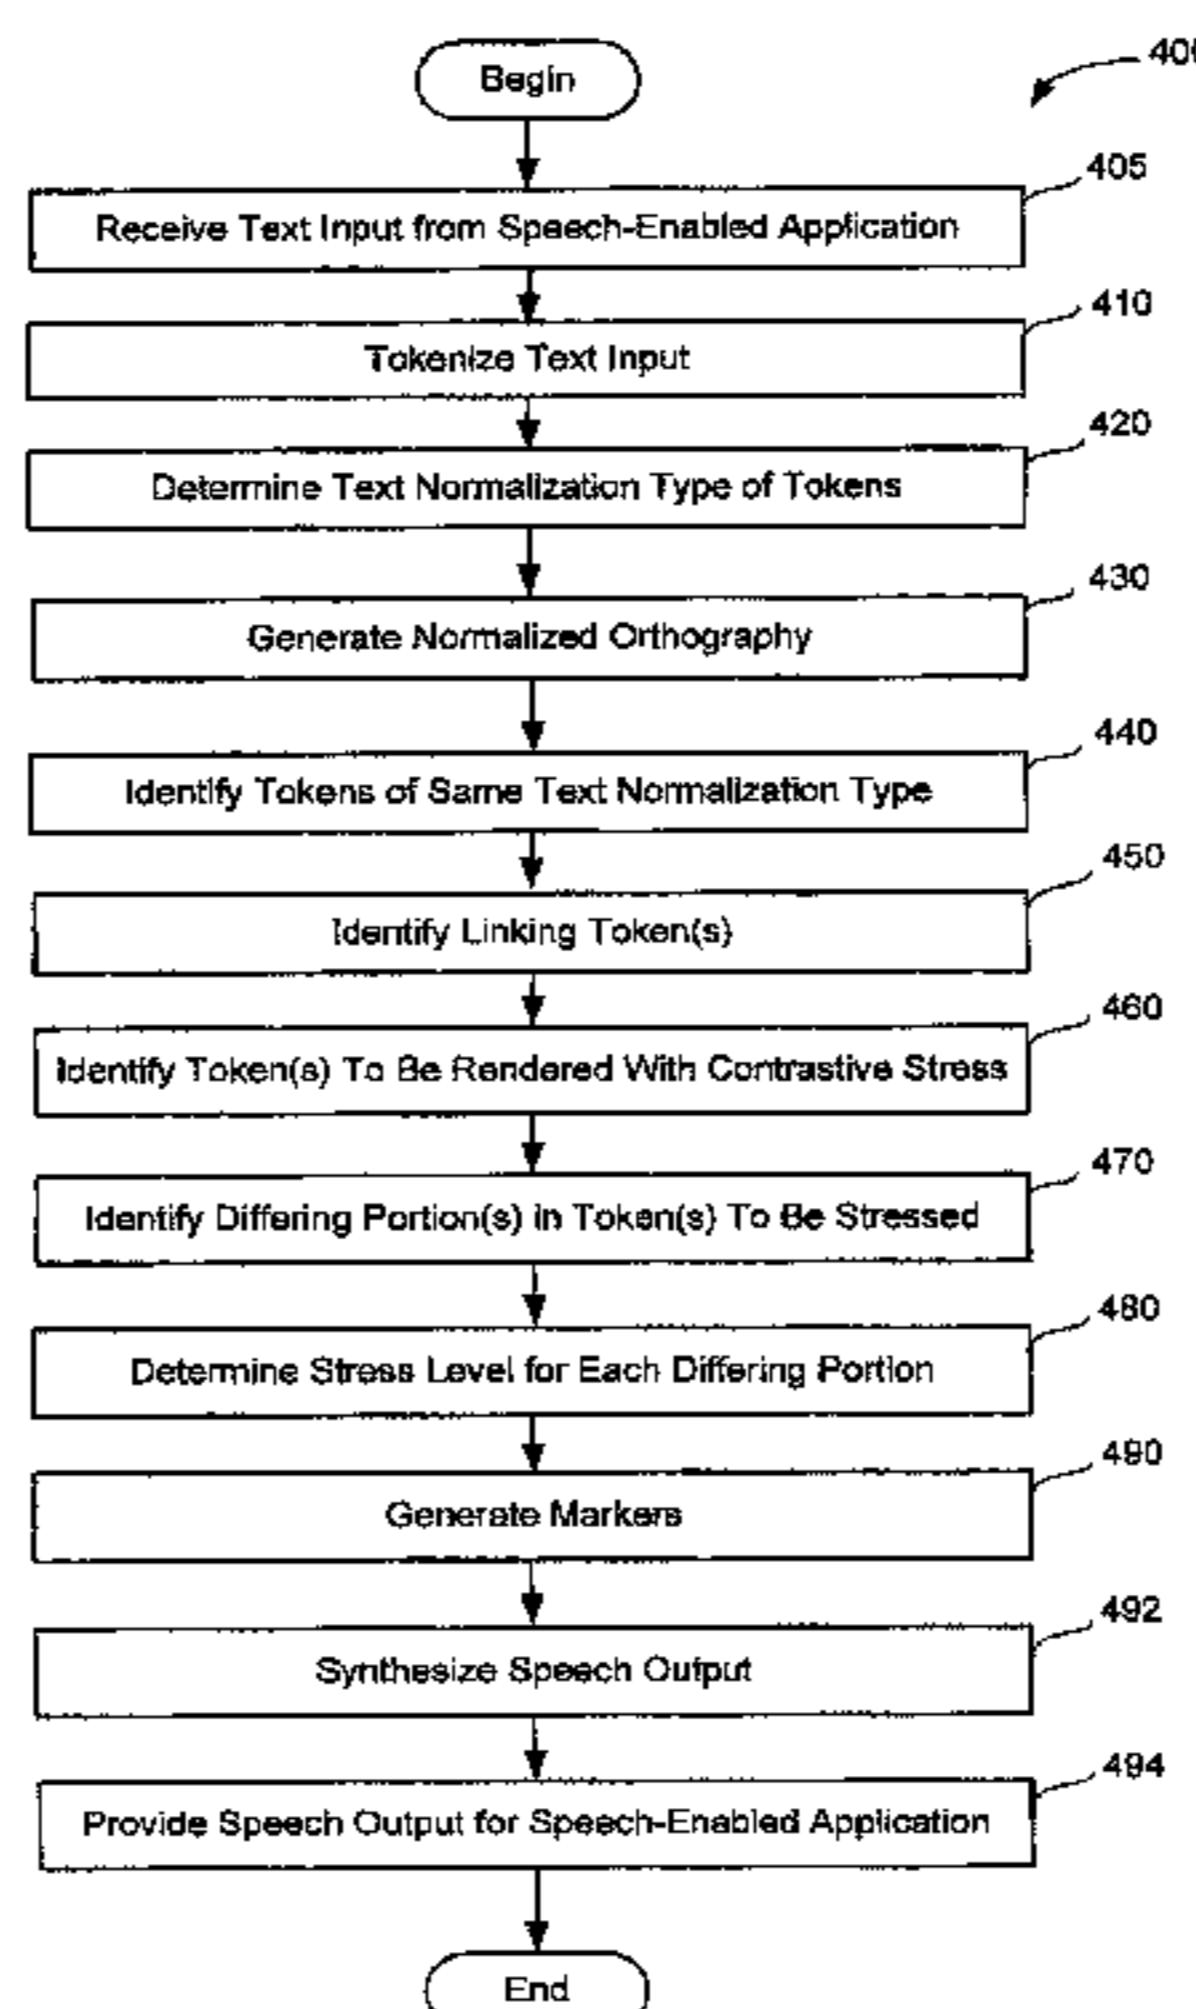 Begin
405
Receive Text Input from Speech-Enabled Application
410
Tokenize Text Input
420
Determine Text Normalization Type of Tokens
430
Generate Normalized Orthography
440
Identify Tokens of Same Text Normalization Type
450
Identify Linking Token(s)
460
Identify Token(s) To Be Rendered With Contrastive Stress
470
Identify Differing Portion(s) in Token(s) To Be Stressed
480
Determine Stress Level for Each Differing Portion
490
Generate Markers
492
Synthesize Speech Output
494
Provide Speech Output for Speech-Enabled Application
End